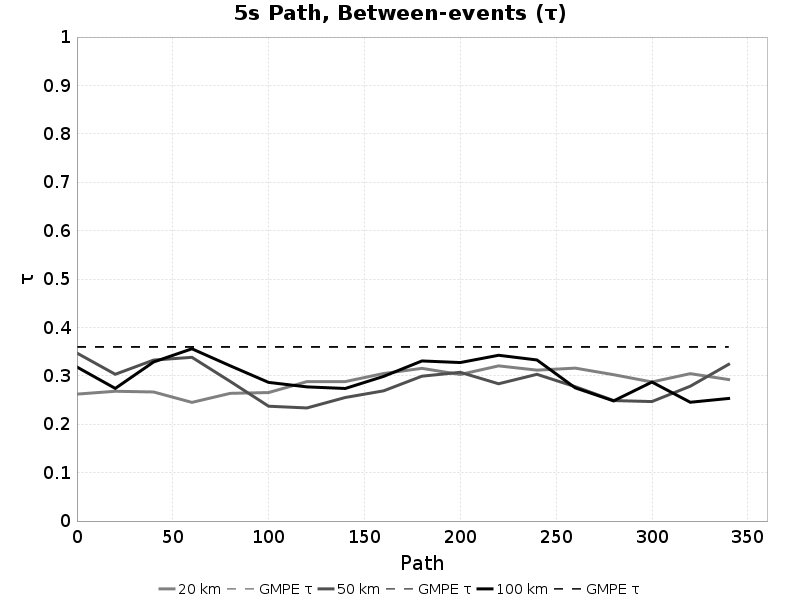 5s Path, Between-events (τ)
1
0.9
0.8
0.7
0.6
0.5
0.4
0.3
0.2
0.1
0
τ
0 50 100 150 200 250 300 350
Path
20 km GMPE τ 50 km GMPE τ 100 km GMPE τ